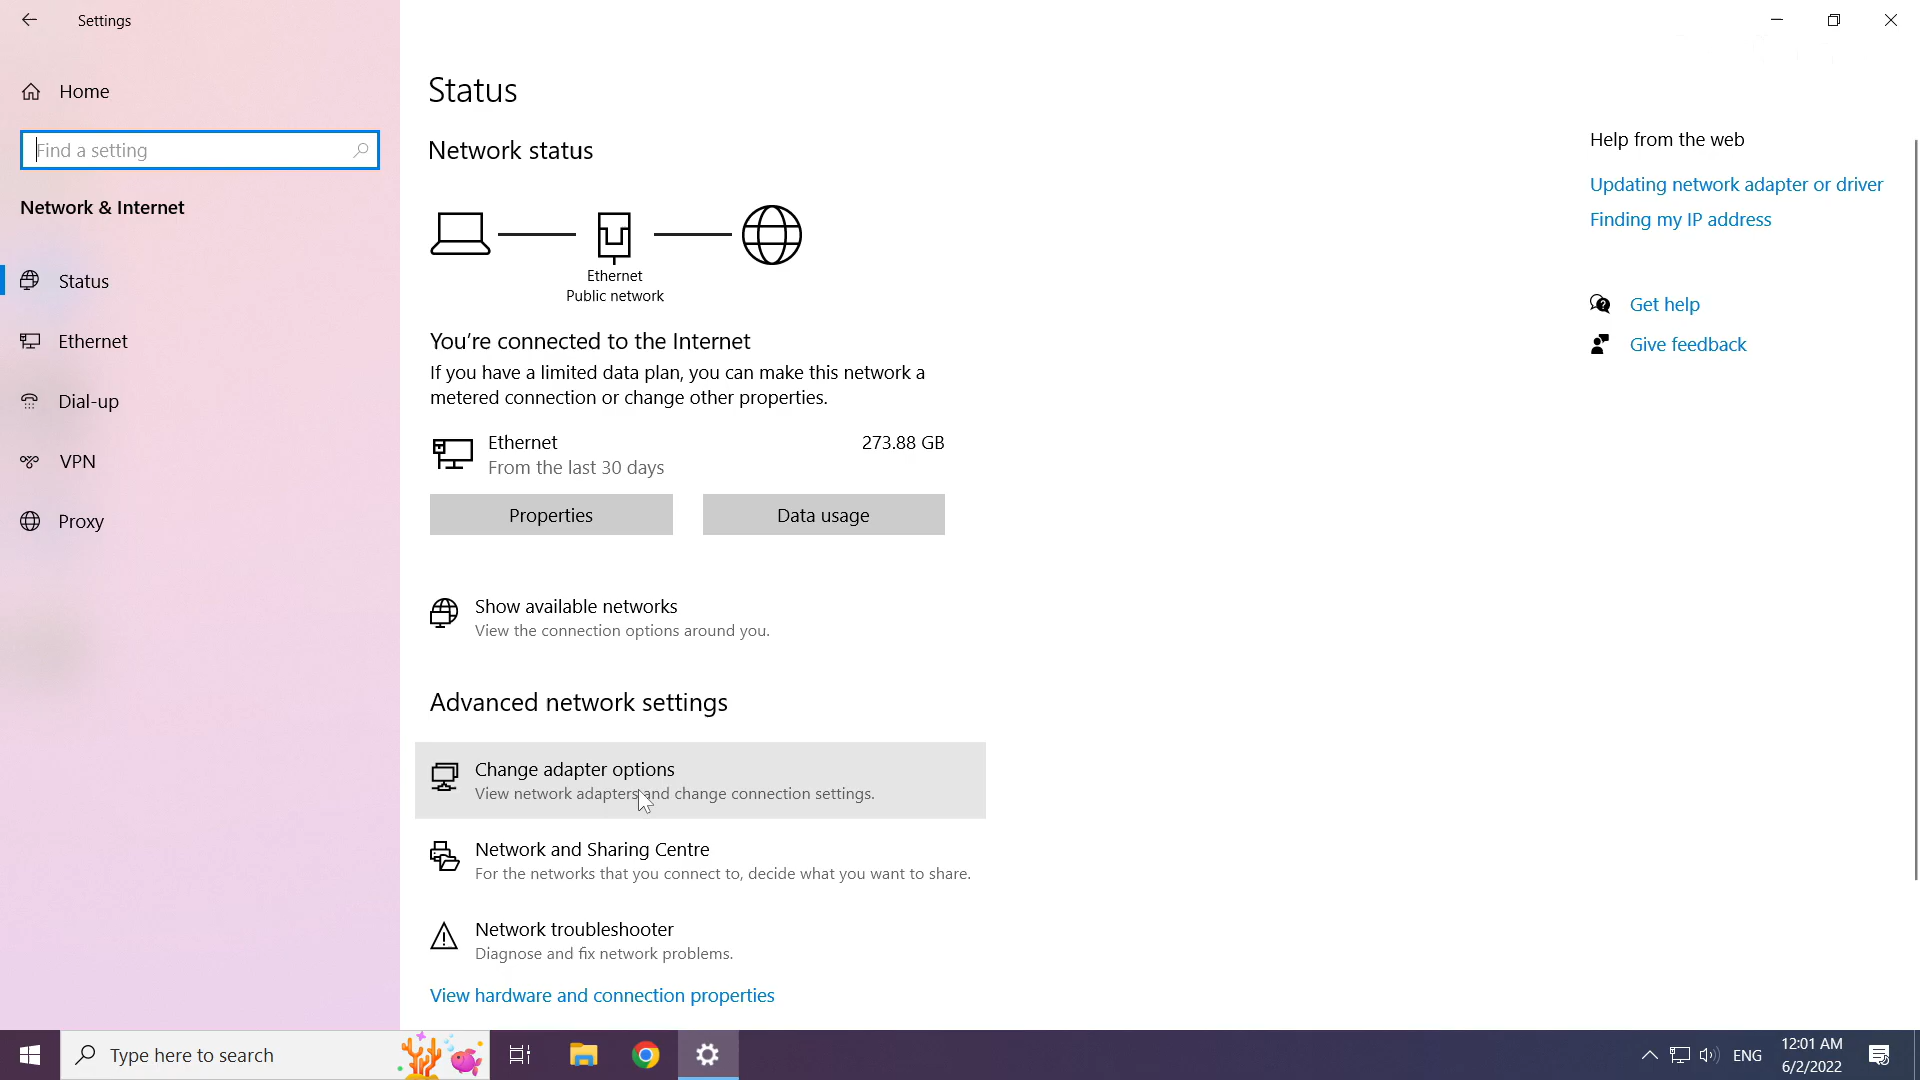 Settings
Home
Find a setting
Network & Internet
Status
Ethernet
Dial-up
VPN
Proxy
Status
Network status
Ethernet
Public network
You're connected to the Internet
If you have a limited data plan, you can make this network a
metered connection or change other properties.
Ethernet 273.88 GB
From the last 30 days
Properties Data usage
Show available networks
View the connection options around you.
Advanced network settings
Change adapter options
View network adapters and change connection settings.
Network and Sharing Centre
For the networks that you connect to, decide what you want to share.
Network troubleshooter
Diagnose and fix network problems.
View hardware and connection properties
Help from the web
Updating network adapter or driver
Finding my IP address
Get help
Give feedback
Type here to search
ENG
12:01 AM
6/2/2022